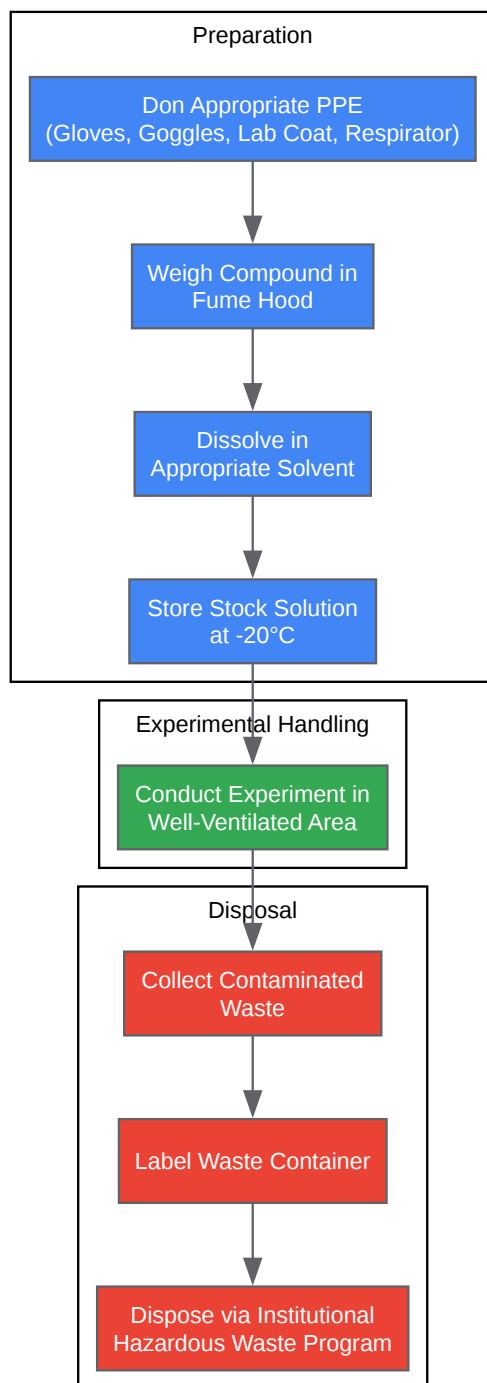 Preparation
Don Appropriate PPE
(Gloves, Goggles, Lab Coat, Respirator)
Weigh Compound in
Fume Hood
Dissolve in
Appropriate Solvent
Store Stock Solution
at -20°C
Experimental Handling
Conduct Experiment in
Well-Ventilated Area
Disposal
Collect Contaminated
Waste
Label Waste Container
Dispose via Institutional
Hazardous Waste Program